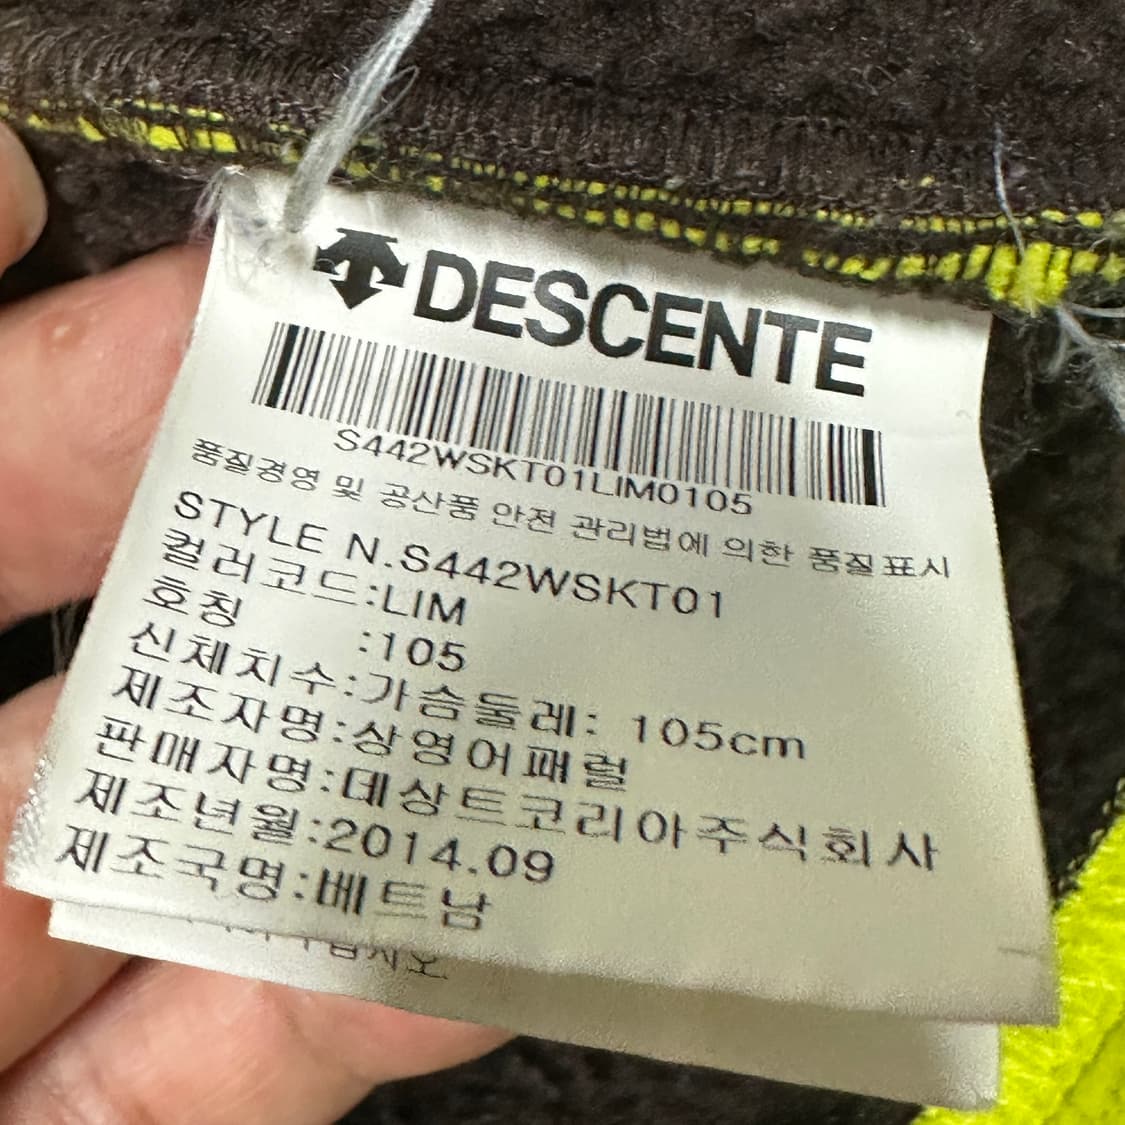 DESCENTE
S442WSKT01LIM0105
품질경영 및 공산품 안전 관리법에 의한 품질표시
STYLE N.S442WSKT01
컬러코드:LIM
호칭 :105
신체치수:가슴둘레: 105cm
제조자명:상영어패럴
판매자명:데상트코리아주식회사
제조년월:2014.09
제조국명:베트남